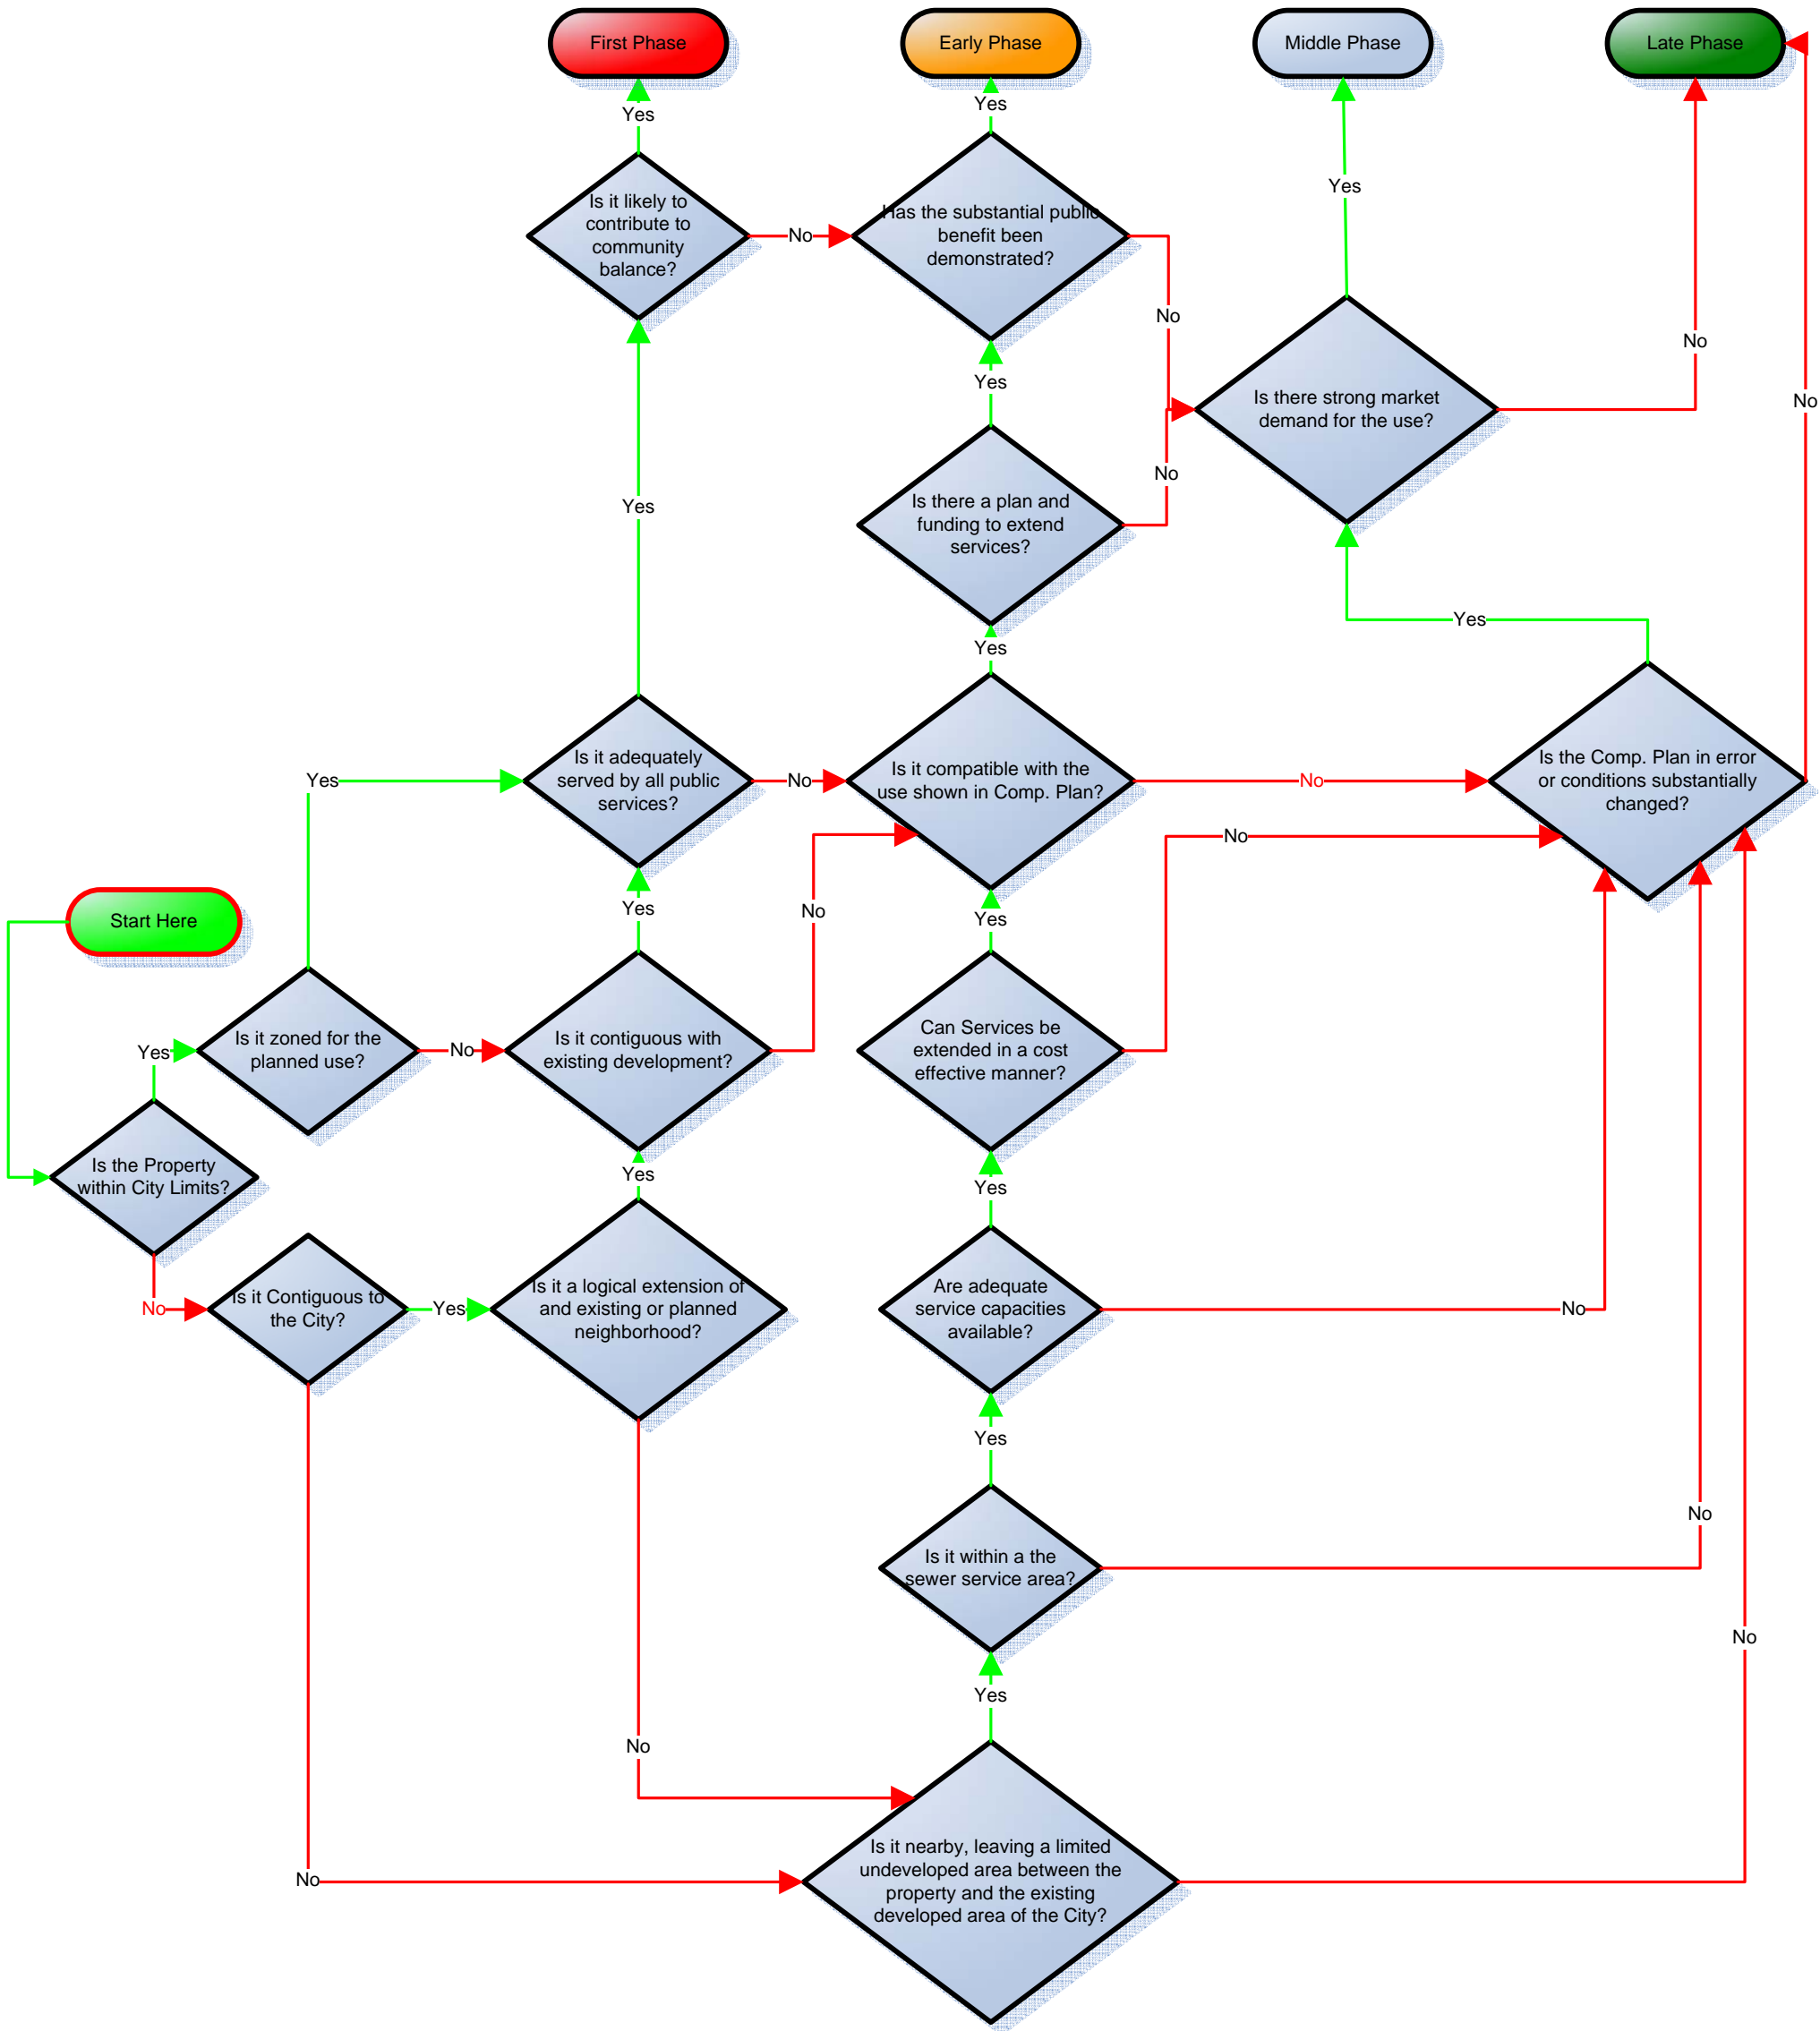 First Phase
Early Phase
Middle Phase
Late Phase
Yes
Yes
Is it likely to
contribute to
community
balance?
No
Has the substantial public
benefit been
demonstrated?
Yes
No
No
Yes
Is there strong market
demand for the use?
No
No
Yes
Is there a plan and
funding to extend
services?
Yes
Yes
Is it adequately
served by all public
services?
Yes
No
Is it compatible with the
use shown in Comp. Plan?
No
Is the Comp. Plan in error
or conditions substantially
changed?
No
Start Here
Yes
No
Yes
Is it zoned for the
planned use?
Yes
No
Is it contiguous with
existing development?
Can Services be
extended in a cost
effective manner?
Is the Property
within City Limits?
Yes
Yes
No
Is it Contiguous to
the City?
Yes
Is it a logical extension of
and existing or planned
neighborhood?
Are adequate
service capacities
available?
No
Yes
No
Is it within a the
sewer service area?
No
Yes
No
Is it nearby, leaving a limited
undeveloped area between the
property and the existing
developed area of the City?
No